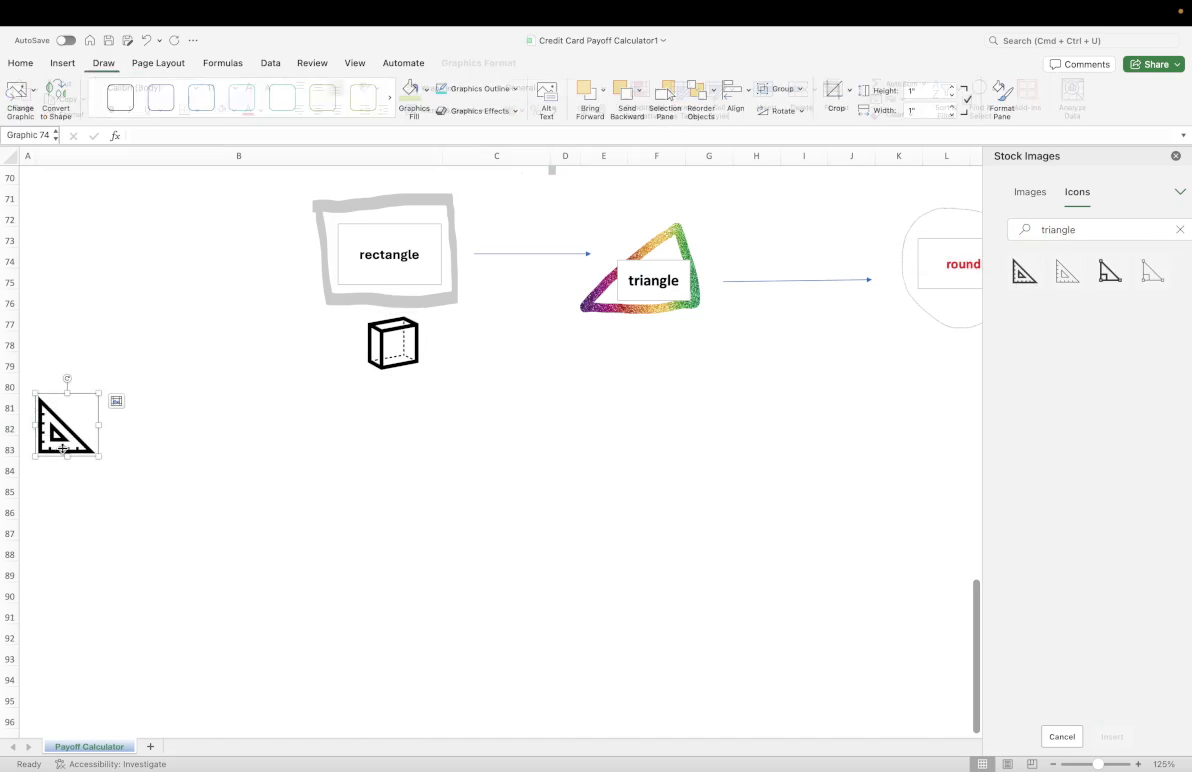 AutoSave
Credit Card Payoff Calculator1
Search (Cmd + Ctrl + U)
Home Insert Draw Page Layout Formulas Data Review View Automate Graphics Format
Comments
Share
Change Graphic
Convert to Shape
Graphics Fill
Graphics Outline
Graphics Effects
Alt Text
Bring Forward
Send Backward
Selection Pane
Reorder Objects
Align
Group
Rotate
Crop
Height: 1"
Width: 1"
Format Pane
Add-ins
Analyze Data
Graphic 74
fx
A B C D E F G H I J K L
Stock Images
Images Icons
triangle
70
71
72
73
74
75
76
77
78
79
80
81
82
83
84
85
86
87
88
89
90
91
92
93
94
95
96
rectangle
triangle
round
Cancel Insert
Payoff Calculator
Ready Accessibility: Investigate
125%